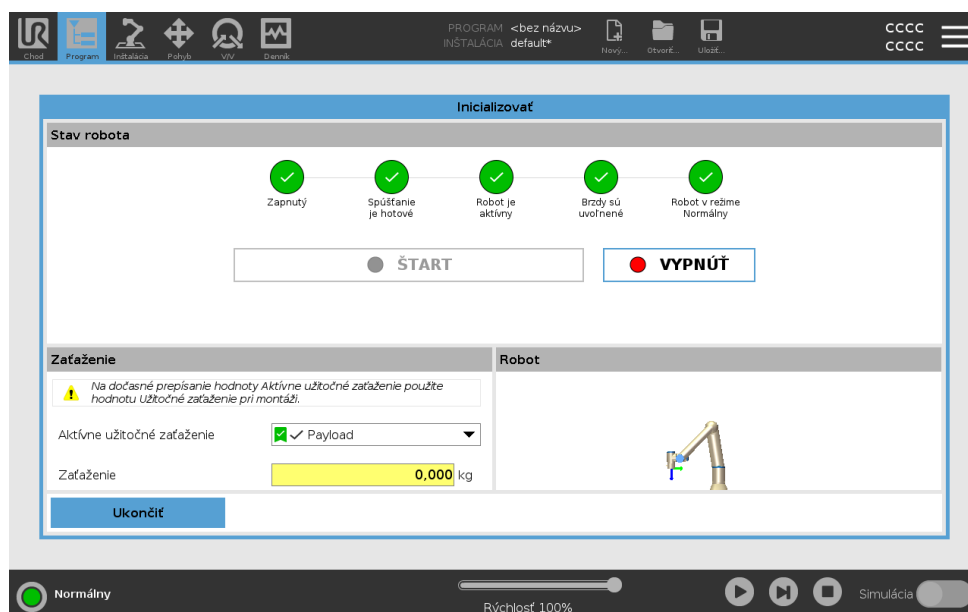 UR
PROGRAM <bez názvu>
INŠTALÁCIA default*
CCCC
CCCC
Chod Program Inštalácia Pohyb V/V Denník Nový... Otvoriť... Uložiť...
Inicializovať
Stav robota
Zapnutý
Spúšťanie
je hotové
Robot je
aktívny
Brzdy sú
uvoľnené
Robot v režime
Normálny
ŠTART
VYPNÚŤ
Zaťaženie
Na dočasné prepísanie hodnoty Aktívne užitočné zaťaženie použite
hodnotu Užitočné zaťaženie pri montáži.
Aktívne užitočné zaťaženie Payload
Zaťaženie 0,000 kg
Robot
Ukončiť
Normálny
Rýchlosť 100%
Simulácia